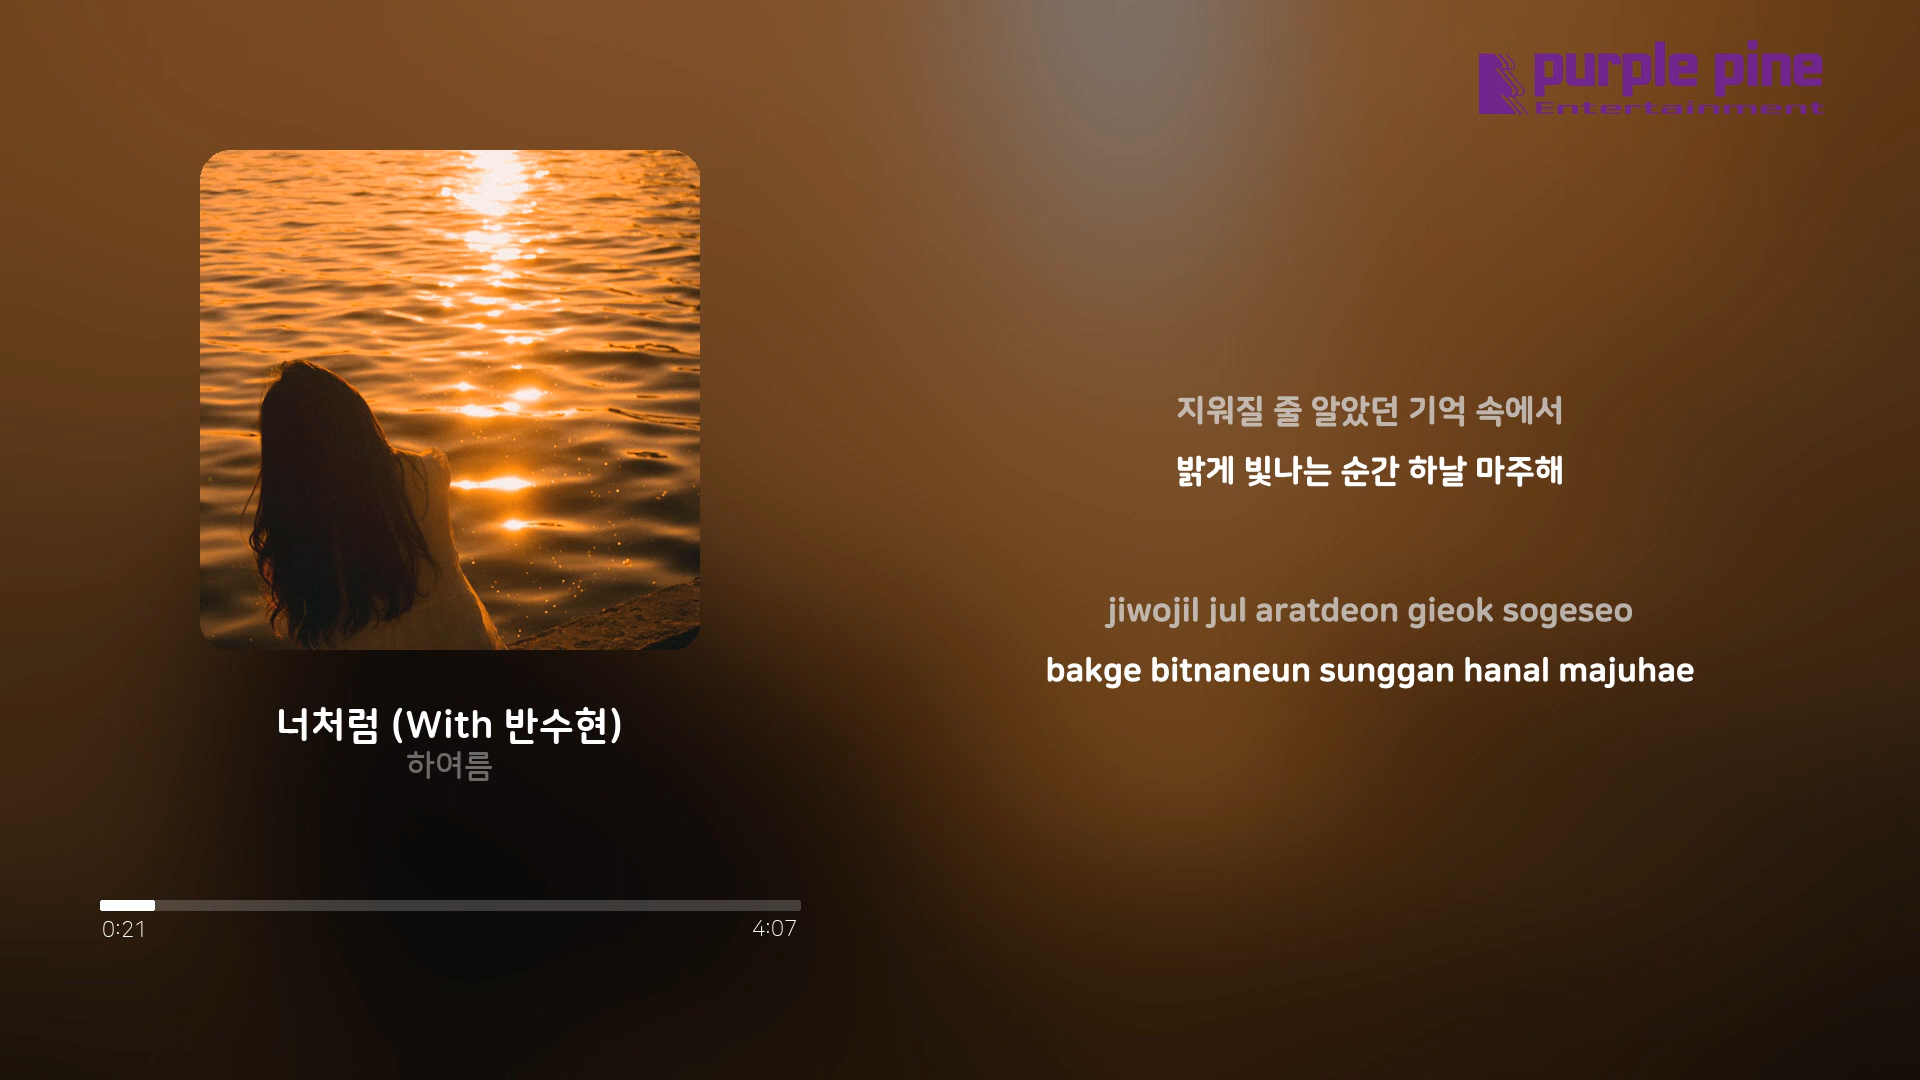 purple pine
Entertainment
지워질 줄 알았던 기억 속에서
밝게 빛나는 순간 하날 마주해
jiwojil jul aratdeon gieok sogeseo
bakge bitnaneun sunggan hanal majuhae
너처럼 (With 반수현)
하여름
0:21
4:07